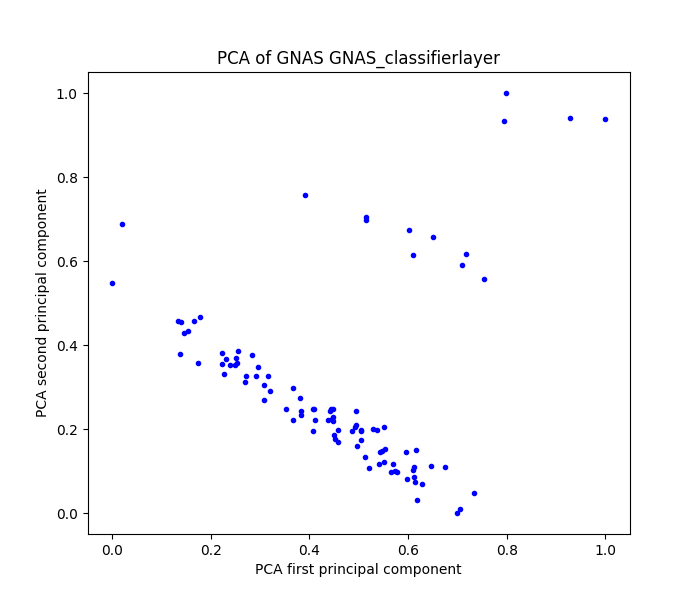 PCA of GNAS GNAS_classifierlayer
1.0
0.8
0.6
0.4
0.2
0.0
PCA second principal component
0.0 0.2 0.4 0.6 0.8 1.0
PCA first principal component